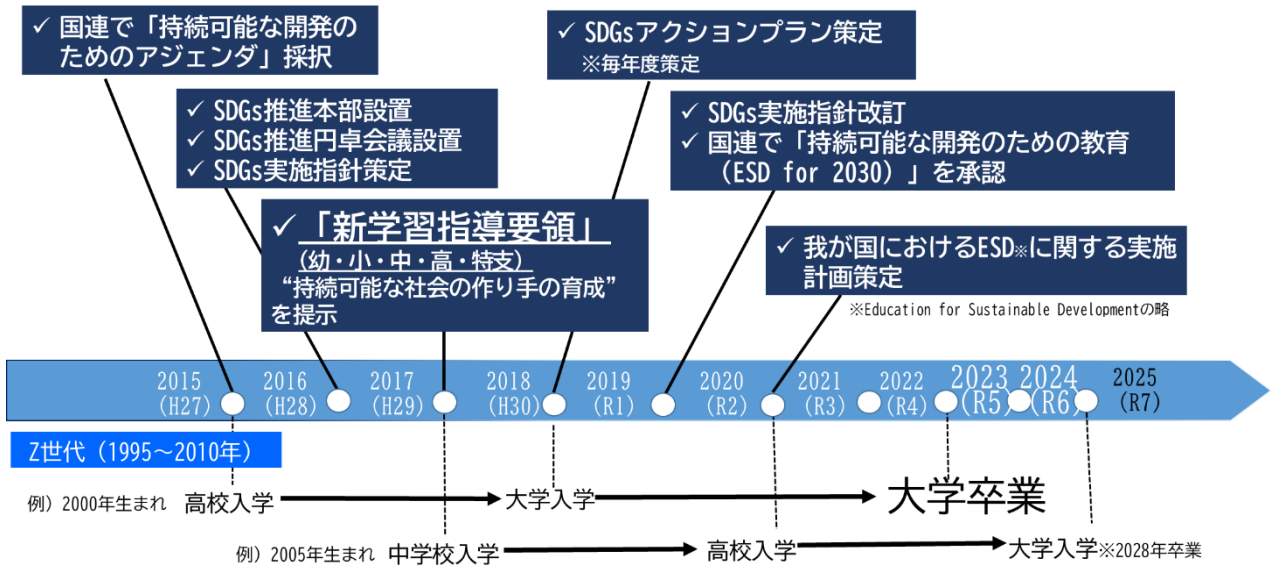 ✓ 国連で「持続可能な開発の
ためのアジェンダ」採択
✓ SDGsアクションプラン策定
※毎年度策定
✓ SDGs推進本部設置
✓ SDGs推進円卓会議設置
✓ SDGs実施指針策定
✓ SDGs実施指針改訂
✓ 国連で「持続可能な開発のための教育
(ESD for 2030)」を承認
✓ 「新学習指導要領」
(幼・小・中・高・特支)
“持続可能な社会の作り手の育成”
を提示
✓ 我が国におけるESD※に関する実施
計画策定
※Education for Sustainable Developmentの略
2015 2016 2017 2018 2019 2020 2021 2022 2023 2024 2025
(H27) (H28) (H29) (H30) (R1) (R2) (R3) (R4) (R5) (R6) (R7)
Z世代(1995～2010年)
例)2000年生まれ 高校入学 大学入学 大学卒業
例)2005年生まれ 中学校入学 高校入学 大学入学※2028年卒業